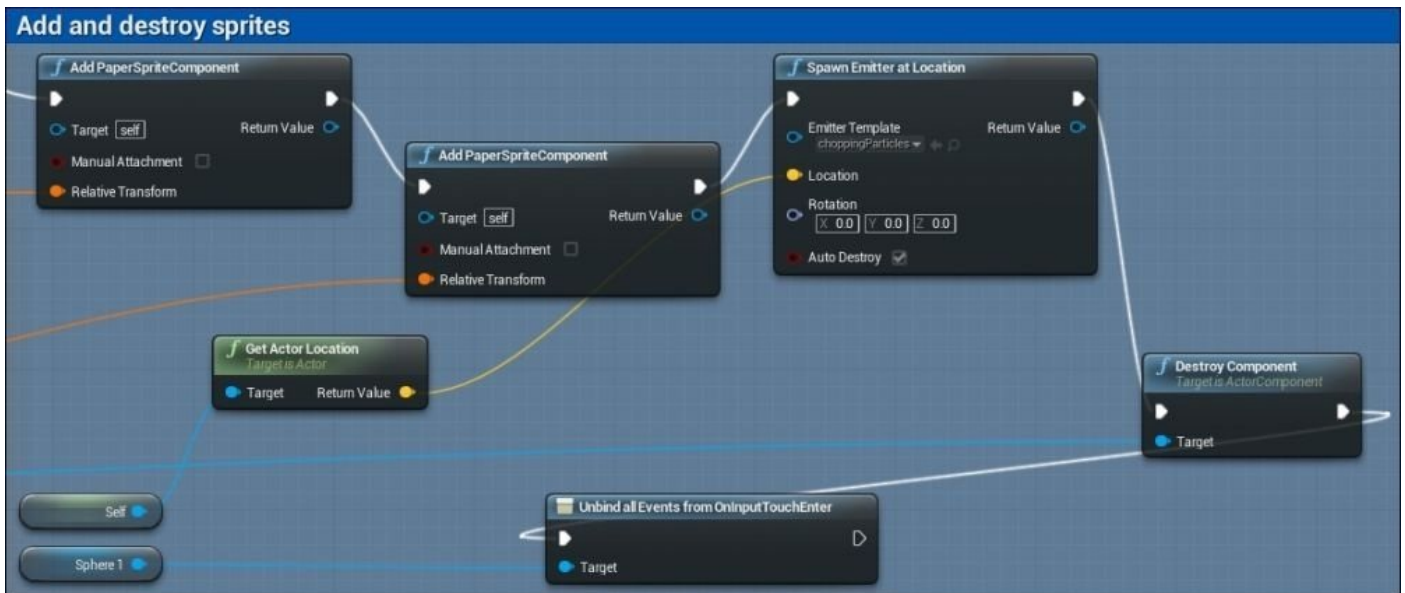 Add and destroy sprites
f Add PaperSpriteComponent
Target self
Return Value
Manual Attachment
Relative Transform
f Add PaperSpriteComponent
Target self
Return Value
Manual Attachment
Relative Transform
f Spawn Emitter at Location
Emitter Template
choppingParticles
Return Value
Location
Rotation
X 0.0 Y 0.0 Z 0.0
Auto Destroy
f Get Actor Location
Target is Actor
Target Return Value
f Destroy Component
Target is ActorComponent
Target
Self
Sphere 1
Unbind all Events from OnInputTouchEnter
Target